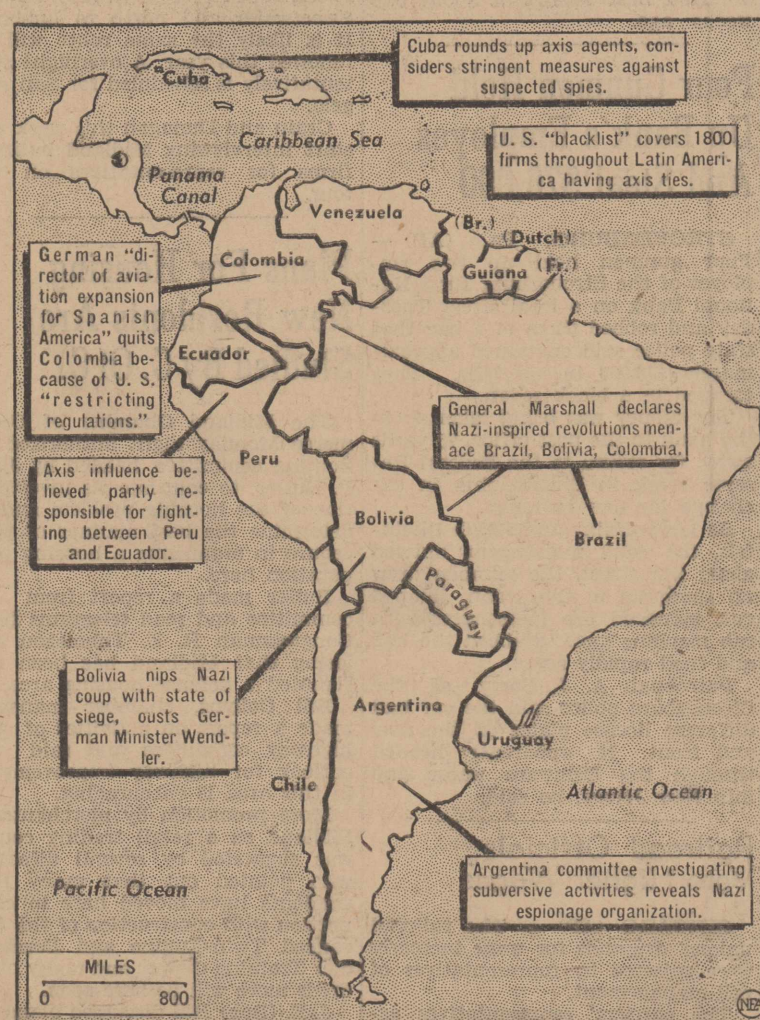 Cuba rounds up axis agents, con-
siders stringent measures against
suspected spies.
Cuba
U. S. "blacklist" covers 1800
firms throughout Latin Ameri-
ca having axis ties.
Caribbean Sea
Panama
Canal
Venezuela
(Br.)
(Dutch)
Guiana
(Fr.)
Colombia
German "di-
rector of avia-
tion expansion
for Spanish
America" quits
Colombia be-
cause of U. S.
"restricting
regulations."
Ecuador
General Marshall declares
Nazi-inspired revolutions men-
ace Brazil, Bolivia, Colombia.
Peru
Axis influence be-
lieved partly re-
sponsible for fight-
ing between Peru
and Ecuador.
Bolivia
Brazil
Paraguay
Bolivia nips Nazi
coup with state of
siege, ousts Ger-
man Minister Wend-
ler.
Argentina
Uruguay
Chile
Atlantic Ocean
Pacific Ocean
Argentina committee investigating
subversive activities reveals Nazi
espionage organization.
MILES
0 800
NEA